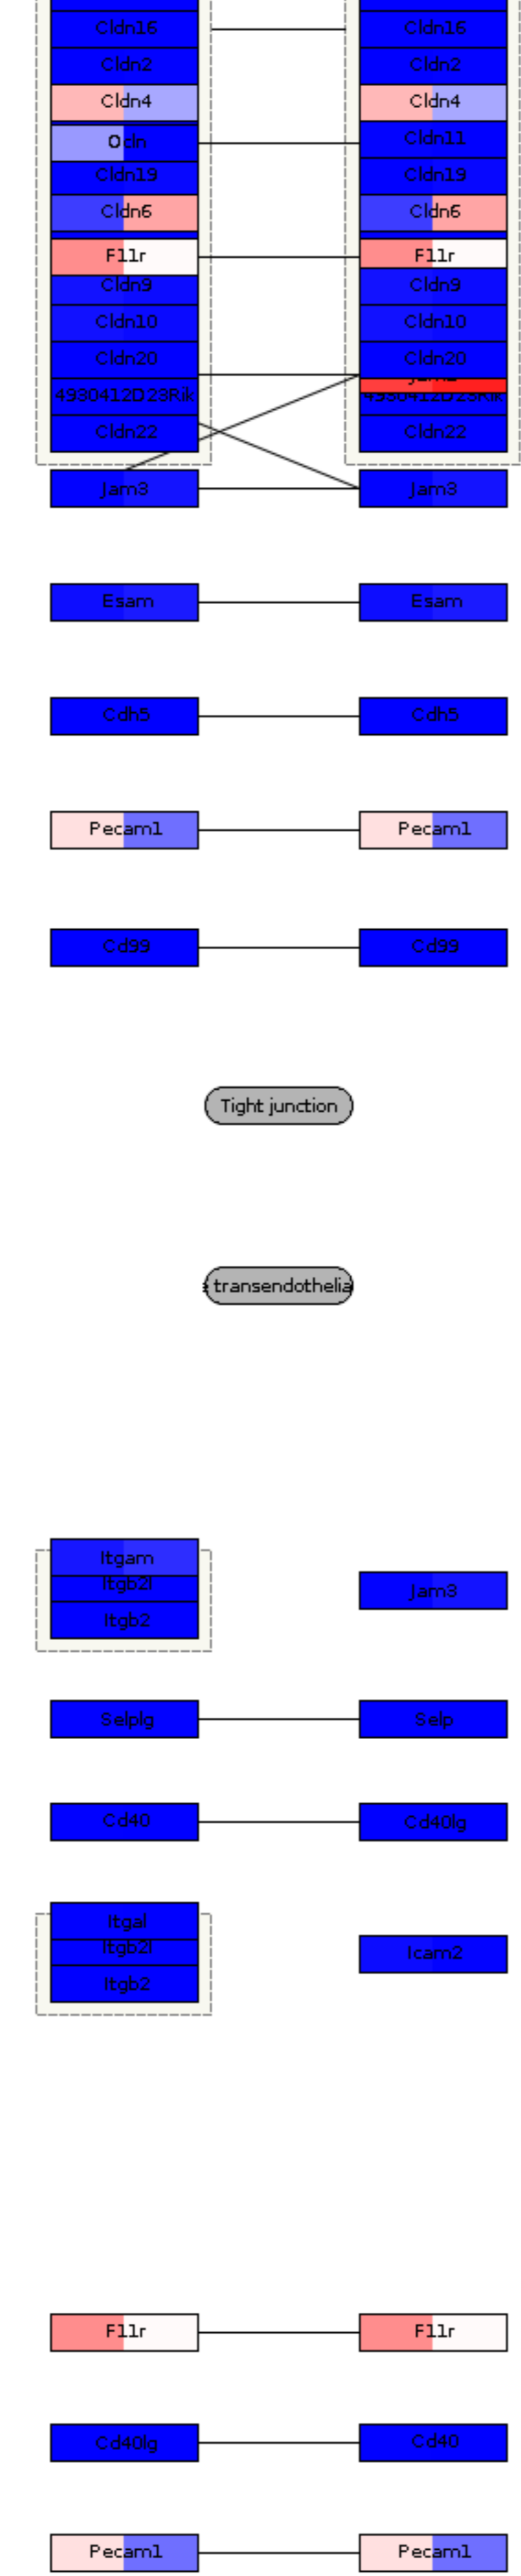 Cldn16 Cldn16
Cldn2 Cldn2
Cldn4 Cldn4
Ocln Cldn11
Cldn19 Cldn19
Cldn6 Cldn6
F11r F11r
Cldn9 Cldn9
Cldn10 Cldn10
Cldn20 Cldn20
4930412D23Rik 4930412D23Rik
Cldn22 Cldn22
Jam3 Jam3
Esam Esam
Cdh5 Cdh5
Pecam1 Pecam1
Cd99 Cd99
Tight junction
transendothelia
Itgam
Itgb2l Jam3
Itgb2
Selplg Selp
Cd40 Cd40lg
Itgal
Itgb2l Icam2
Itgb2
F11r F11r
Cd40lg Cd40
Pecam1 Pecam1